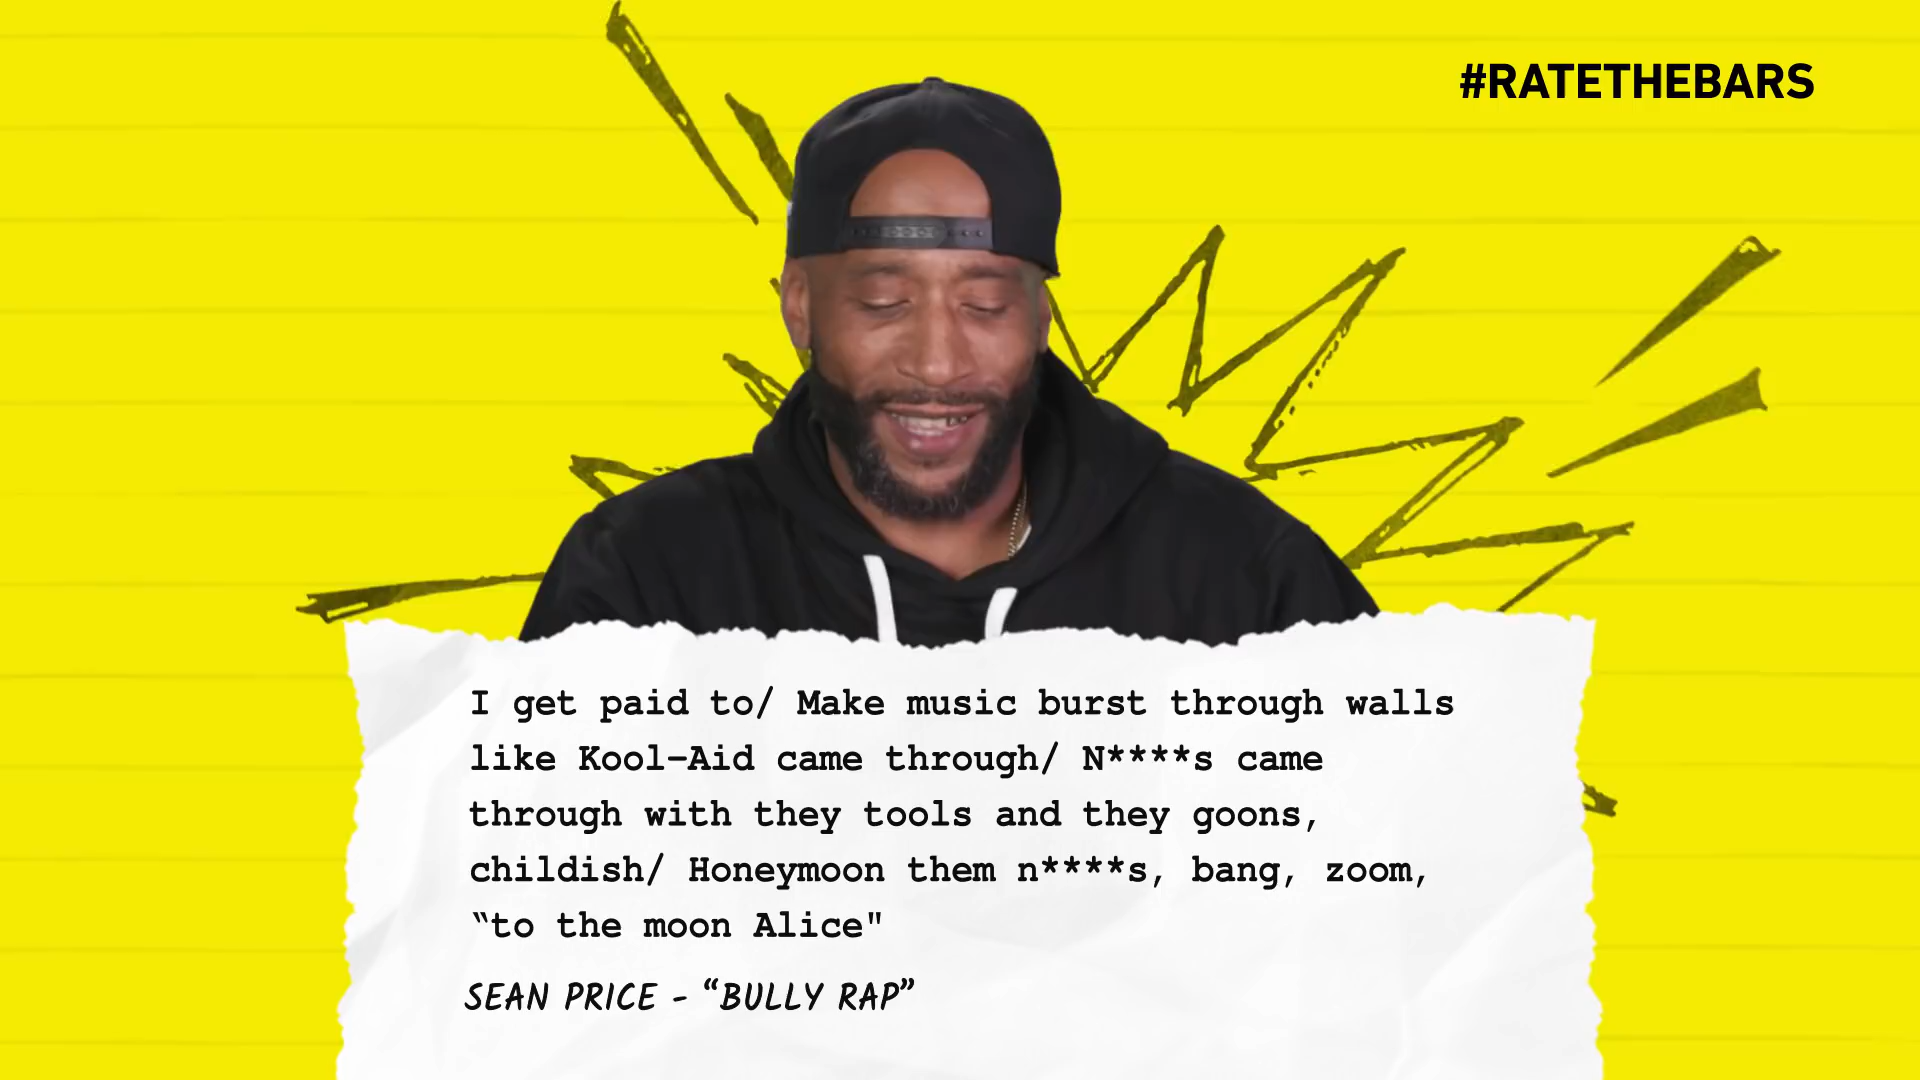 #RATETHEBARS
I get paid to/ Make music burst through walls
like Kool-Aid came through/ N****s came
through with they tools and they goons,
childish/ Honeymoon them n****s, bang, zoom,
“to the moon Alice"
SEAN PRICE - “BULLY RAP”